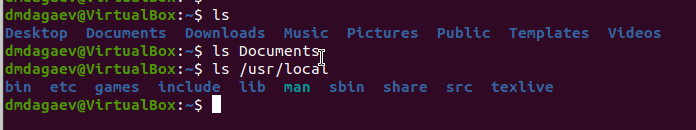 dmdagaev@VirtualBox:~$ ls
Desktop Documents Downloads Music Pictures Public Templates Videos
dmdagaev@VirtualBox:~$ ls Documents
dmdagaev@VirtualBox:~$ ls /usr/local
bin etc games include lib man sbin share src texlive
dmdagaev@VirtualBox:~$